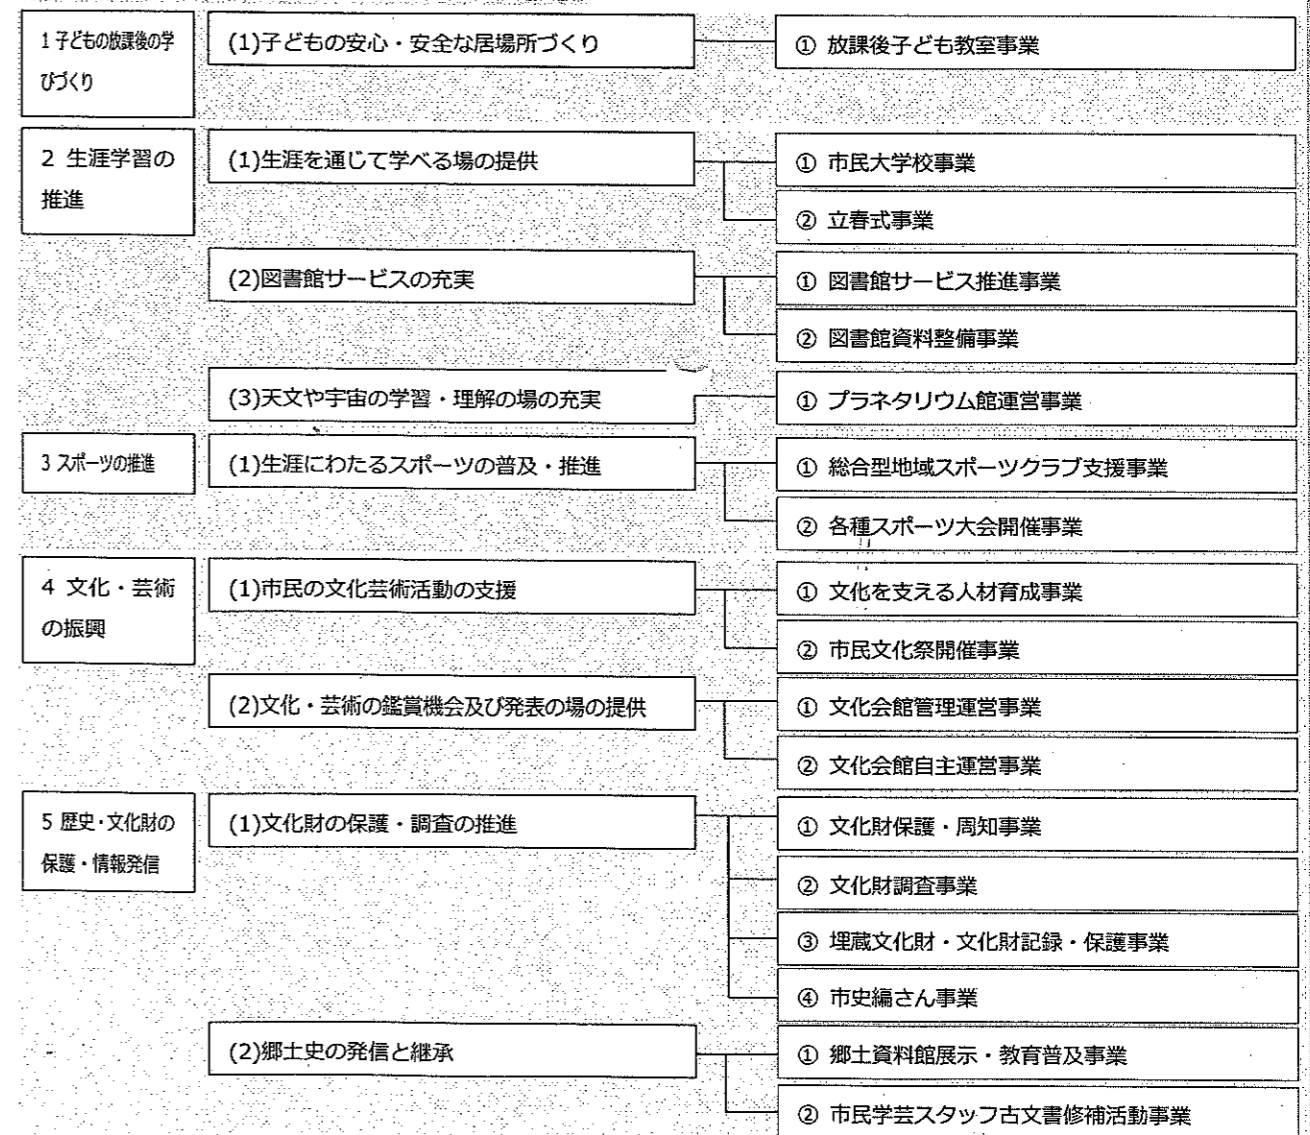 1 子どもの放課後の学
びづくり
(1)子どもの安心・安全な居場所づくり
① 放課後子ども教室事業
2 生涯学習の
推進
(1)生涯を通じて学べる場の提供
① 市民大学校事業
② 立春式事業
(2)図書館サービスの充実
① 図書館サービス推進事業
② 図書館資料整備事業
(3)天文や宇宙の学習・理解の場の充実
① プラネタリウム館運営事業
3 スポーツの推進
(1)生涯にわたるスポーツの普及・推進
① 総合型地域スポーツクラブ支援事業
② 各種スポーツ大会開催事業
4 文化・芸術
の振興
(1)市民の文化芸術活動の支援
① 文化を支える人材育成事業
② 市民文化祭開催事業
(2)文化・芸術の鑑賞機会及び発表の場の提供
① 文化会館管理運営事業
② 文化会館自主運営事業
5 歴史・文化財の
保護・情報発信
(1)文化財の保護・調査の推進
① 文化財保護・周知事業
② 文化財調査事業
③ 埋蔵文化財・文化財記録・保護事業
④ 市史編さん事業
(2)郷土史の発信と継承
① 郷土資料館展示・教育普及事業
② 市民学芸スタッフ古文書修補活動事業